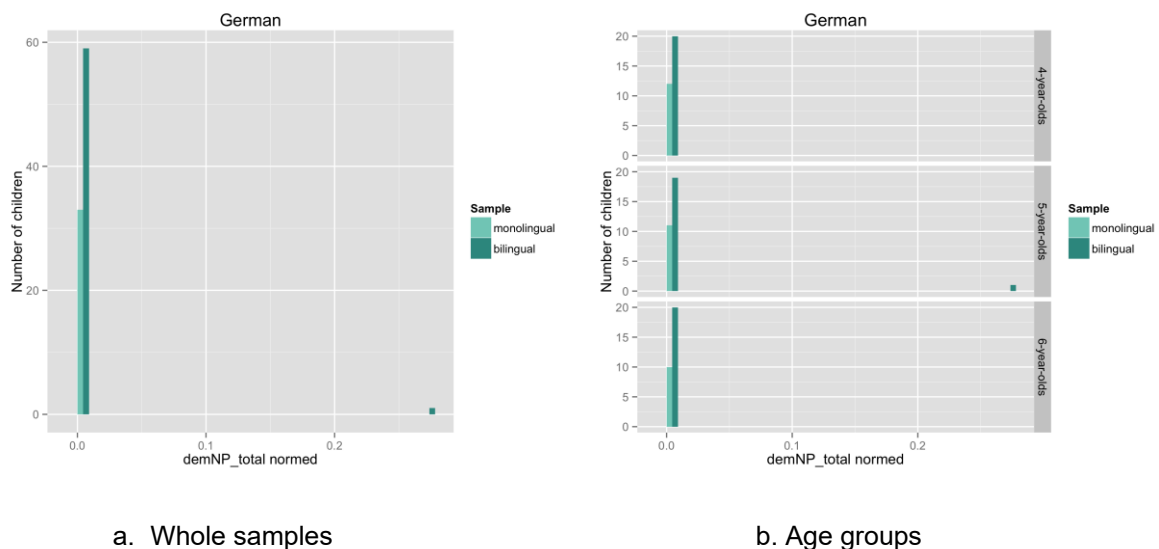 German
60
40
20
0
Number of children
0.0 0.1 0.2
demNP_total normed
Sample
monolingual
bilingual
a. Whole samples
German
20
15
10
5
0
4-year-olds
20
15
10
5
0
5-year-olds
20
15
10
5
0
6-year-olds
Number of children
0.0 0.1 0.2
demNP_total normed
Sample
monolingual
bilingual
b. Age groups